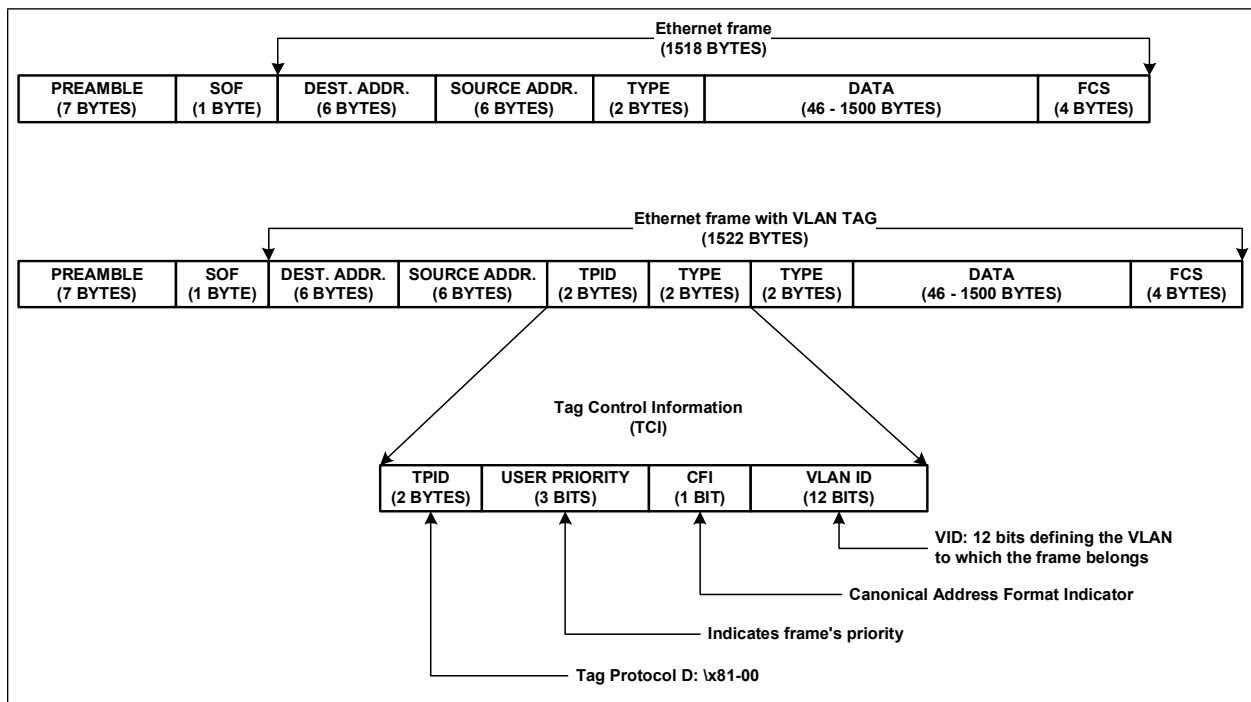 Ethernet frame
(1518 BYTES)
PREAMBLE
(7 BYTES)
SOF
(1 BYTE)
DEST. ADDR.
(6 BYTES)
SOURCE ADDR.
(6 BYTES)
TYPE
(2 BYTES)
DATA
(46 - 1500 BYTES)
FCS
(4 BYTES)
Ethernet frame with VLAN TAG
(1522 BYTES)
PREAMBLE
(7 BYTES)
SOF
(1 BYTE)
DEST. ADDR.
(6 BYTES)
SOURCE ADDR.
(6 BYTES)
TPID
(2 BYTES)
TYPE
(2 BYTES)
TYPE
(2 BYTES)
DATA
(46 - 1500 BYTES)
FCS
(4 BYTES)
Tag Control Information
(TCI)
TPID
(2 BYTES)
USER PRIORITY
(3 BITS)
CFI
(1 BIT)
VLAN ID
(12 BITS)
VID: 12 bits defining the VLAN
to which the frame belongs
Canonical Address Format Indicator
Indicates frame's priority
Tag Protocol D: \x81-00